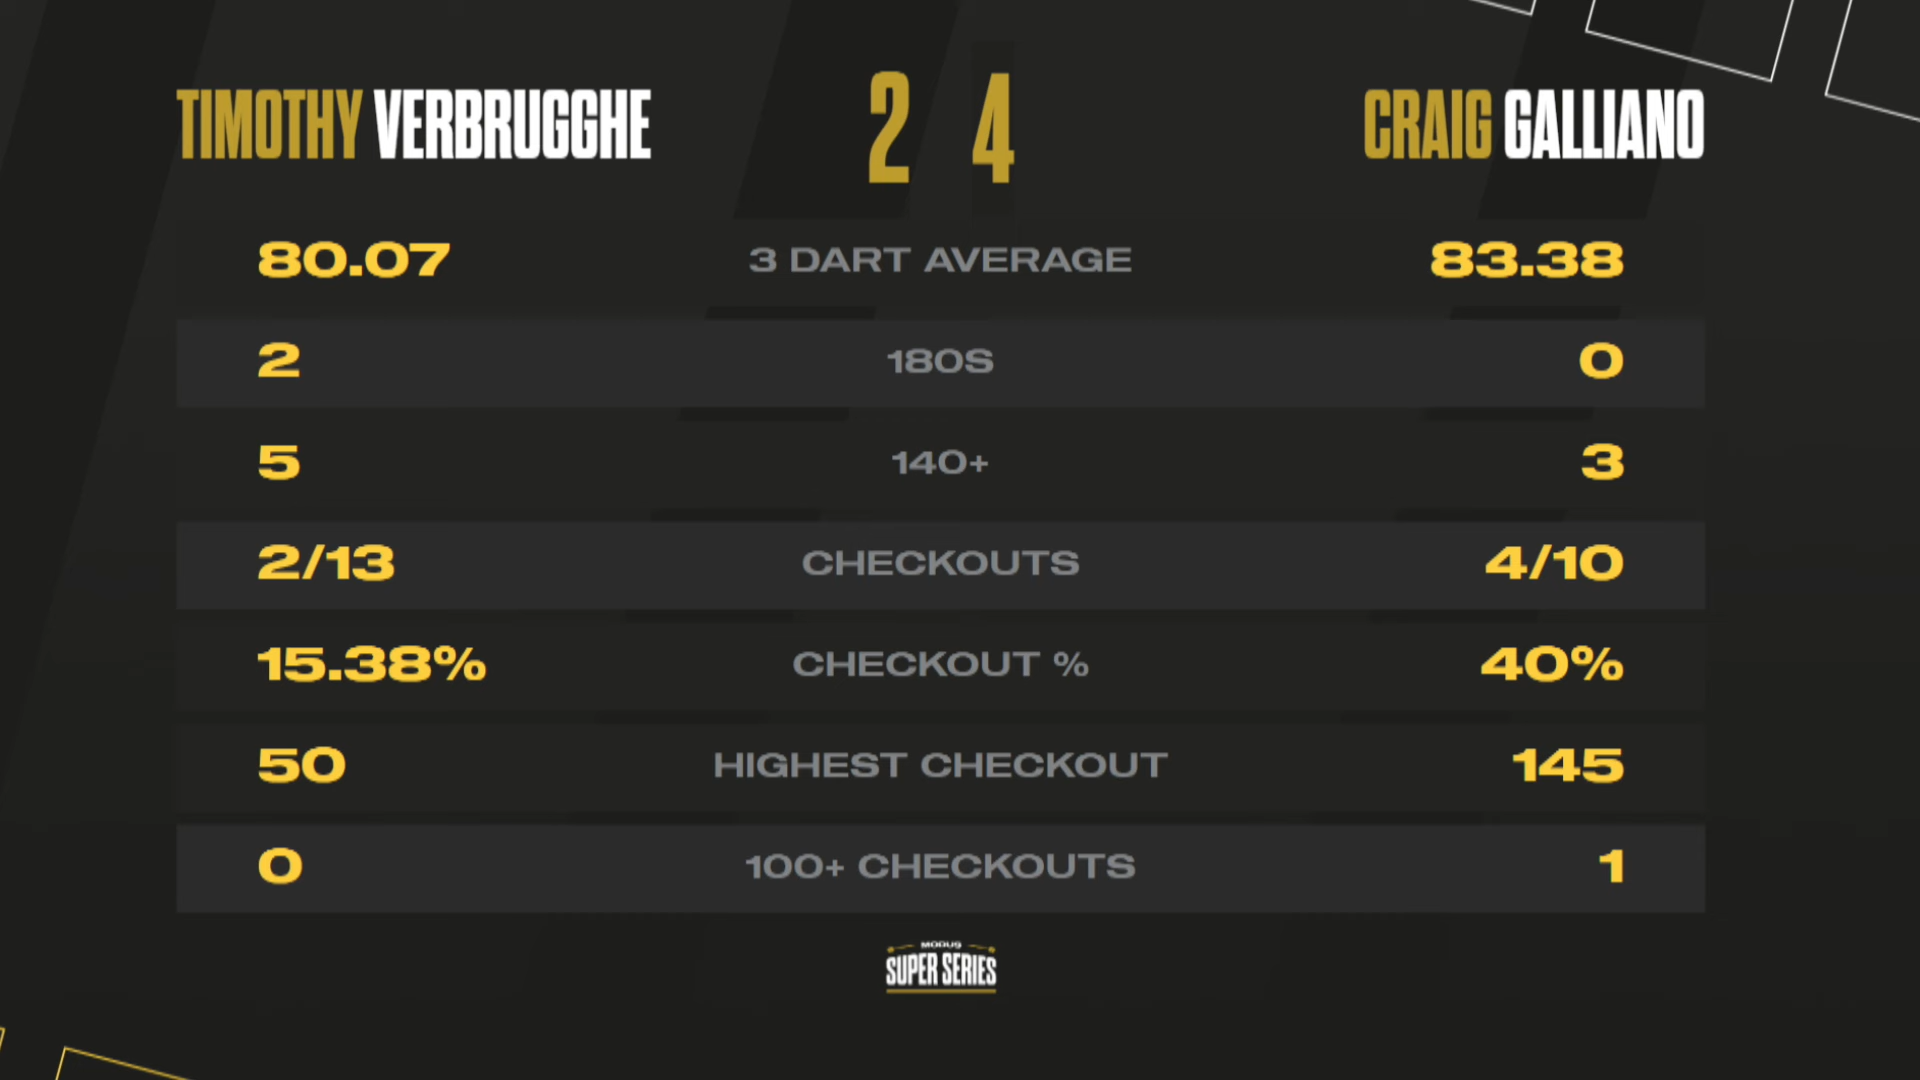 TIMOTHY VERBRUGGHE 2 4 CRAIG GALLIANO
80.07 3 DART AVERAGE 83.38
2 180S 0
5 140+ 3
2/13 CHECKOUTS 4/10
15.38% CHECKOUT % 40%
50 HIGHEST CHECKOUT 145
0 100+ CHECKOUTS 1
MODUS
SUPER SERIES